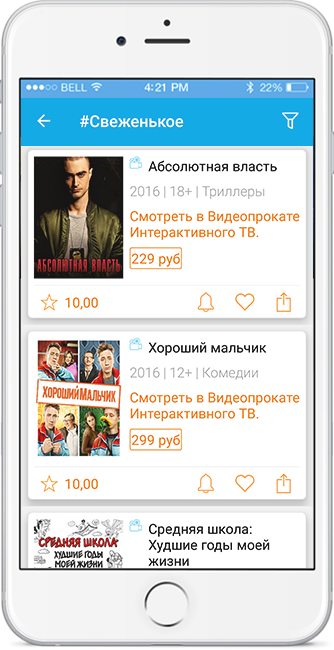 BELL 4:21 PM 22%
#Свеженькое
Абсолютная власть
2016 | 18+ | Триллеры
Смотреть в Видеопрокате
Интерактивного ТВ.
229 руб
АБСОЛЮТНАЯ ВЛАСТЬ
10,00
Хороший мальчик
2016 | 12+ | Комедии
Смотреть в Видеопрокате
Интерактивного ТВ.
299 руб
ХОРОШИЙ МАЛЬЧИК
10,00
Средняя школа:
Худшие годы моей
жизни
СРЕДНЯЯ ШКОЛА
ХУДШИЕ ГОДЫ
МОЕЙ ЖИЗНИ